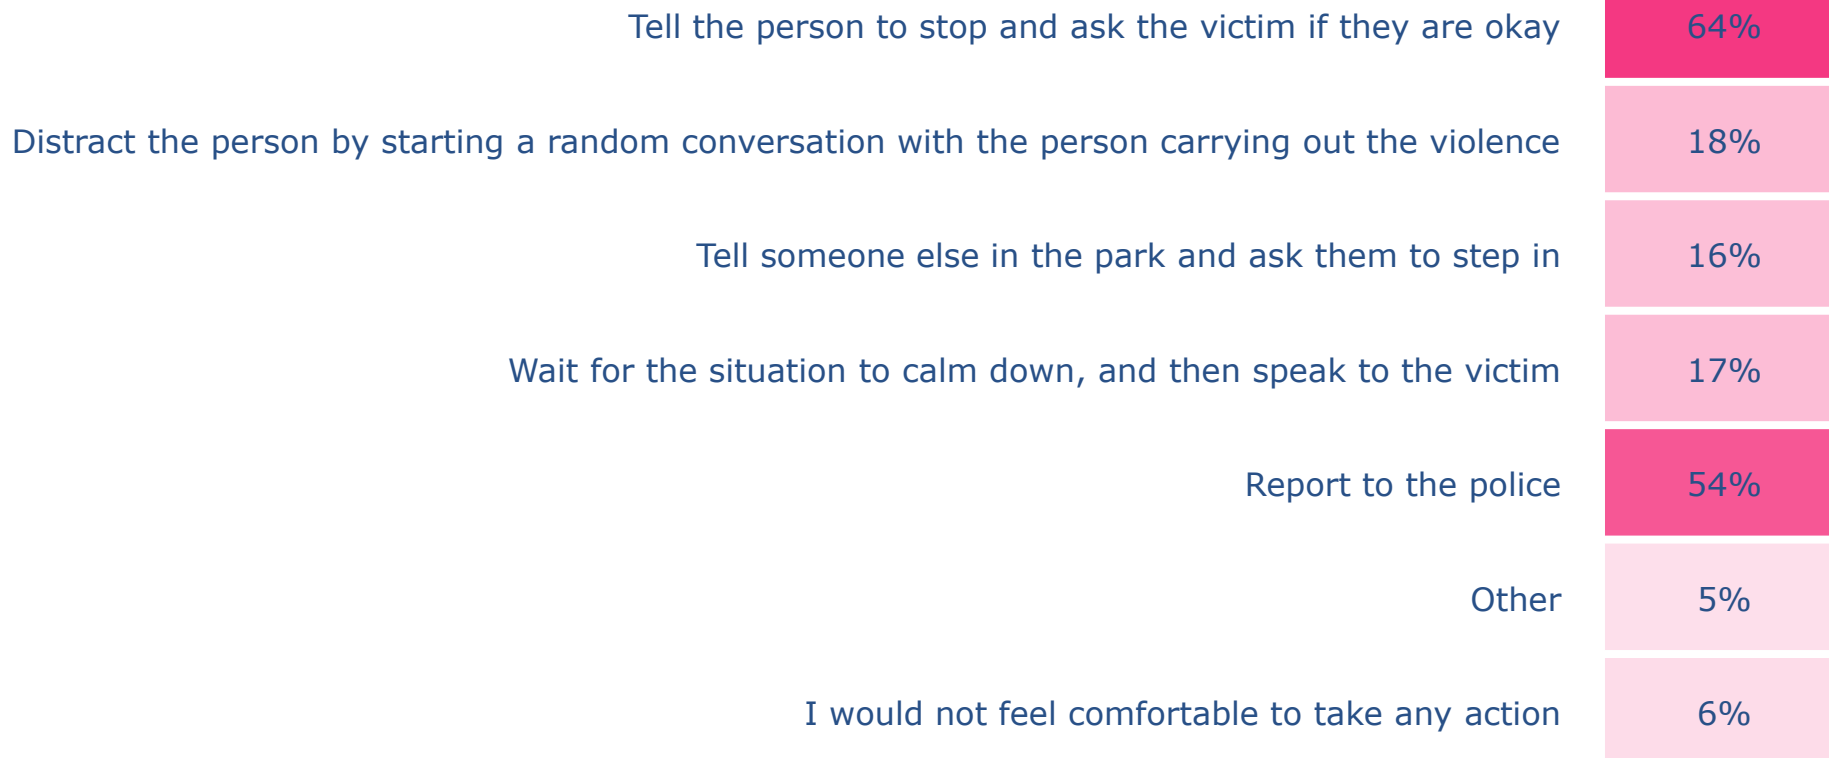 Tell the person to stop and ask the victim if they are okay 64%
Distract the person by starting a random conversation with the person carrying out the violence 18%
Tell someone else in the park and ask them to step in 16%
Wait for the situation to calm down, and then speak to the victim 17%
Report to the police 54%
Other 5%
I would not feel comfortable to take any action 6%